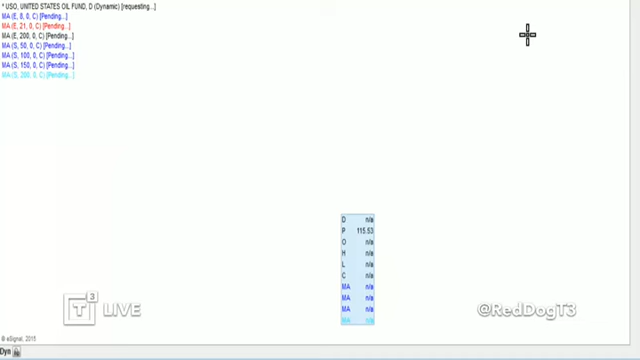 * USO, UNITED STATES OIL FUND, D (Dynamic) [requesting...]
MA (E, 8, 0, C) [Pending...]
MA (E, 21, 0, C) [Pending...]
MA (E, 200, 0, C) [Pending...]
MA (S, 50, 0, C) [Pending...]
MA (S, 100, 0, C) [Pending...]
MA (S, 150, 0, C) [Pending...]
MA (S, 200, 0, C) [Pending...]
D n/a
P 115.53
O n/a
H n/a
L n/a
C n/a
MA n/a
MA n/a
MA n/a
MA n/a
T3 LIVE
@RedDogT3
© eSignal, 2015
Dyn